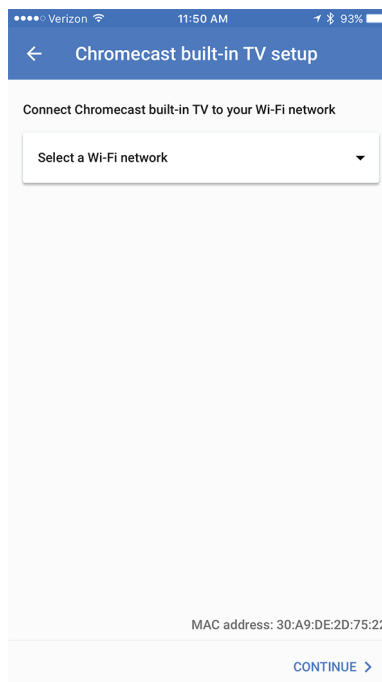 Verizon 11:50 AM 93%
Chromecast built-in TV setup
Connect Chromecast built-in TV to your Wi-Fi network
Select a Wi-Fi network
MAC address: 30:A9:DE:2D:75:22
CONTINUE